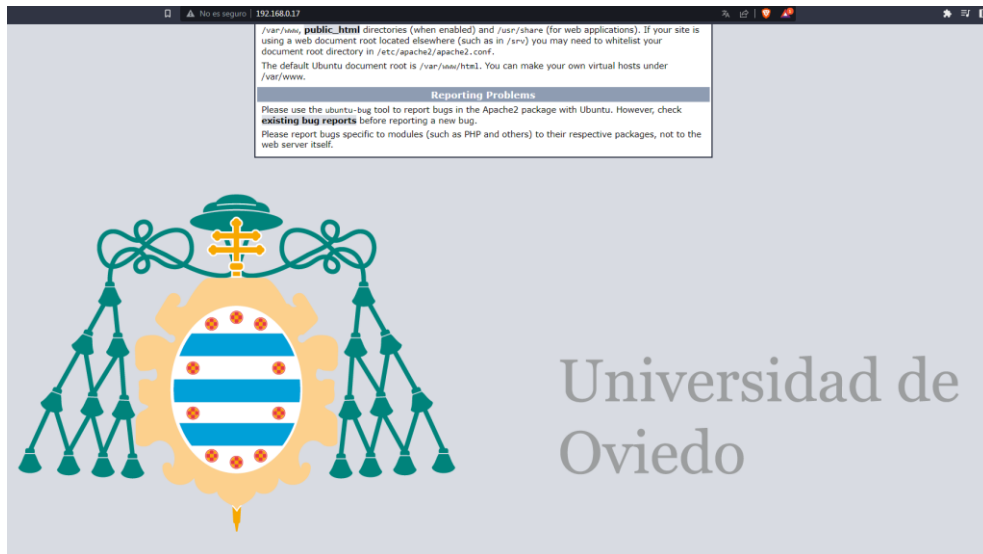 No es seguro 192.168.0.17
/var/www, public_html directories (when enabled) and /usr/share (for web applications). If your site is
using a web document root located elsewhere (such as in /srv) you may need to whitelist your
document root directory in /etc/apache2/apache2.conf.
The default Ubuntu document root is /var/www/html. You can make your own virtual hosts under
/var/www.
Reporting Problems
Please use the ubuntu-bug tool to report bugs in the Apache2 package with Ubuntu. However, check
existing bug reports before reporting a new bug.
Please report bugs specific to modules (such as PHP and others) to their respective packages, not to the
web server itself.
Universidad de
Oviedo